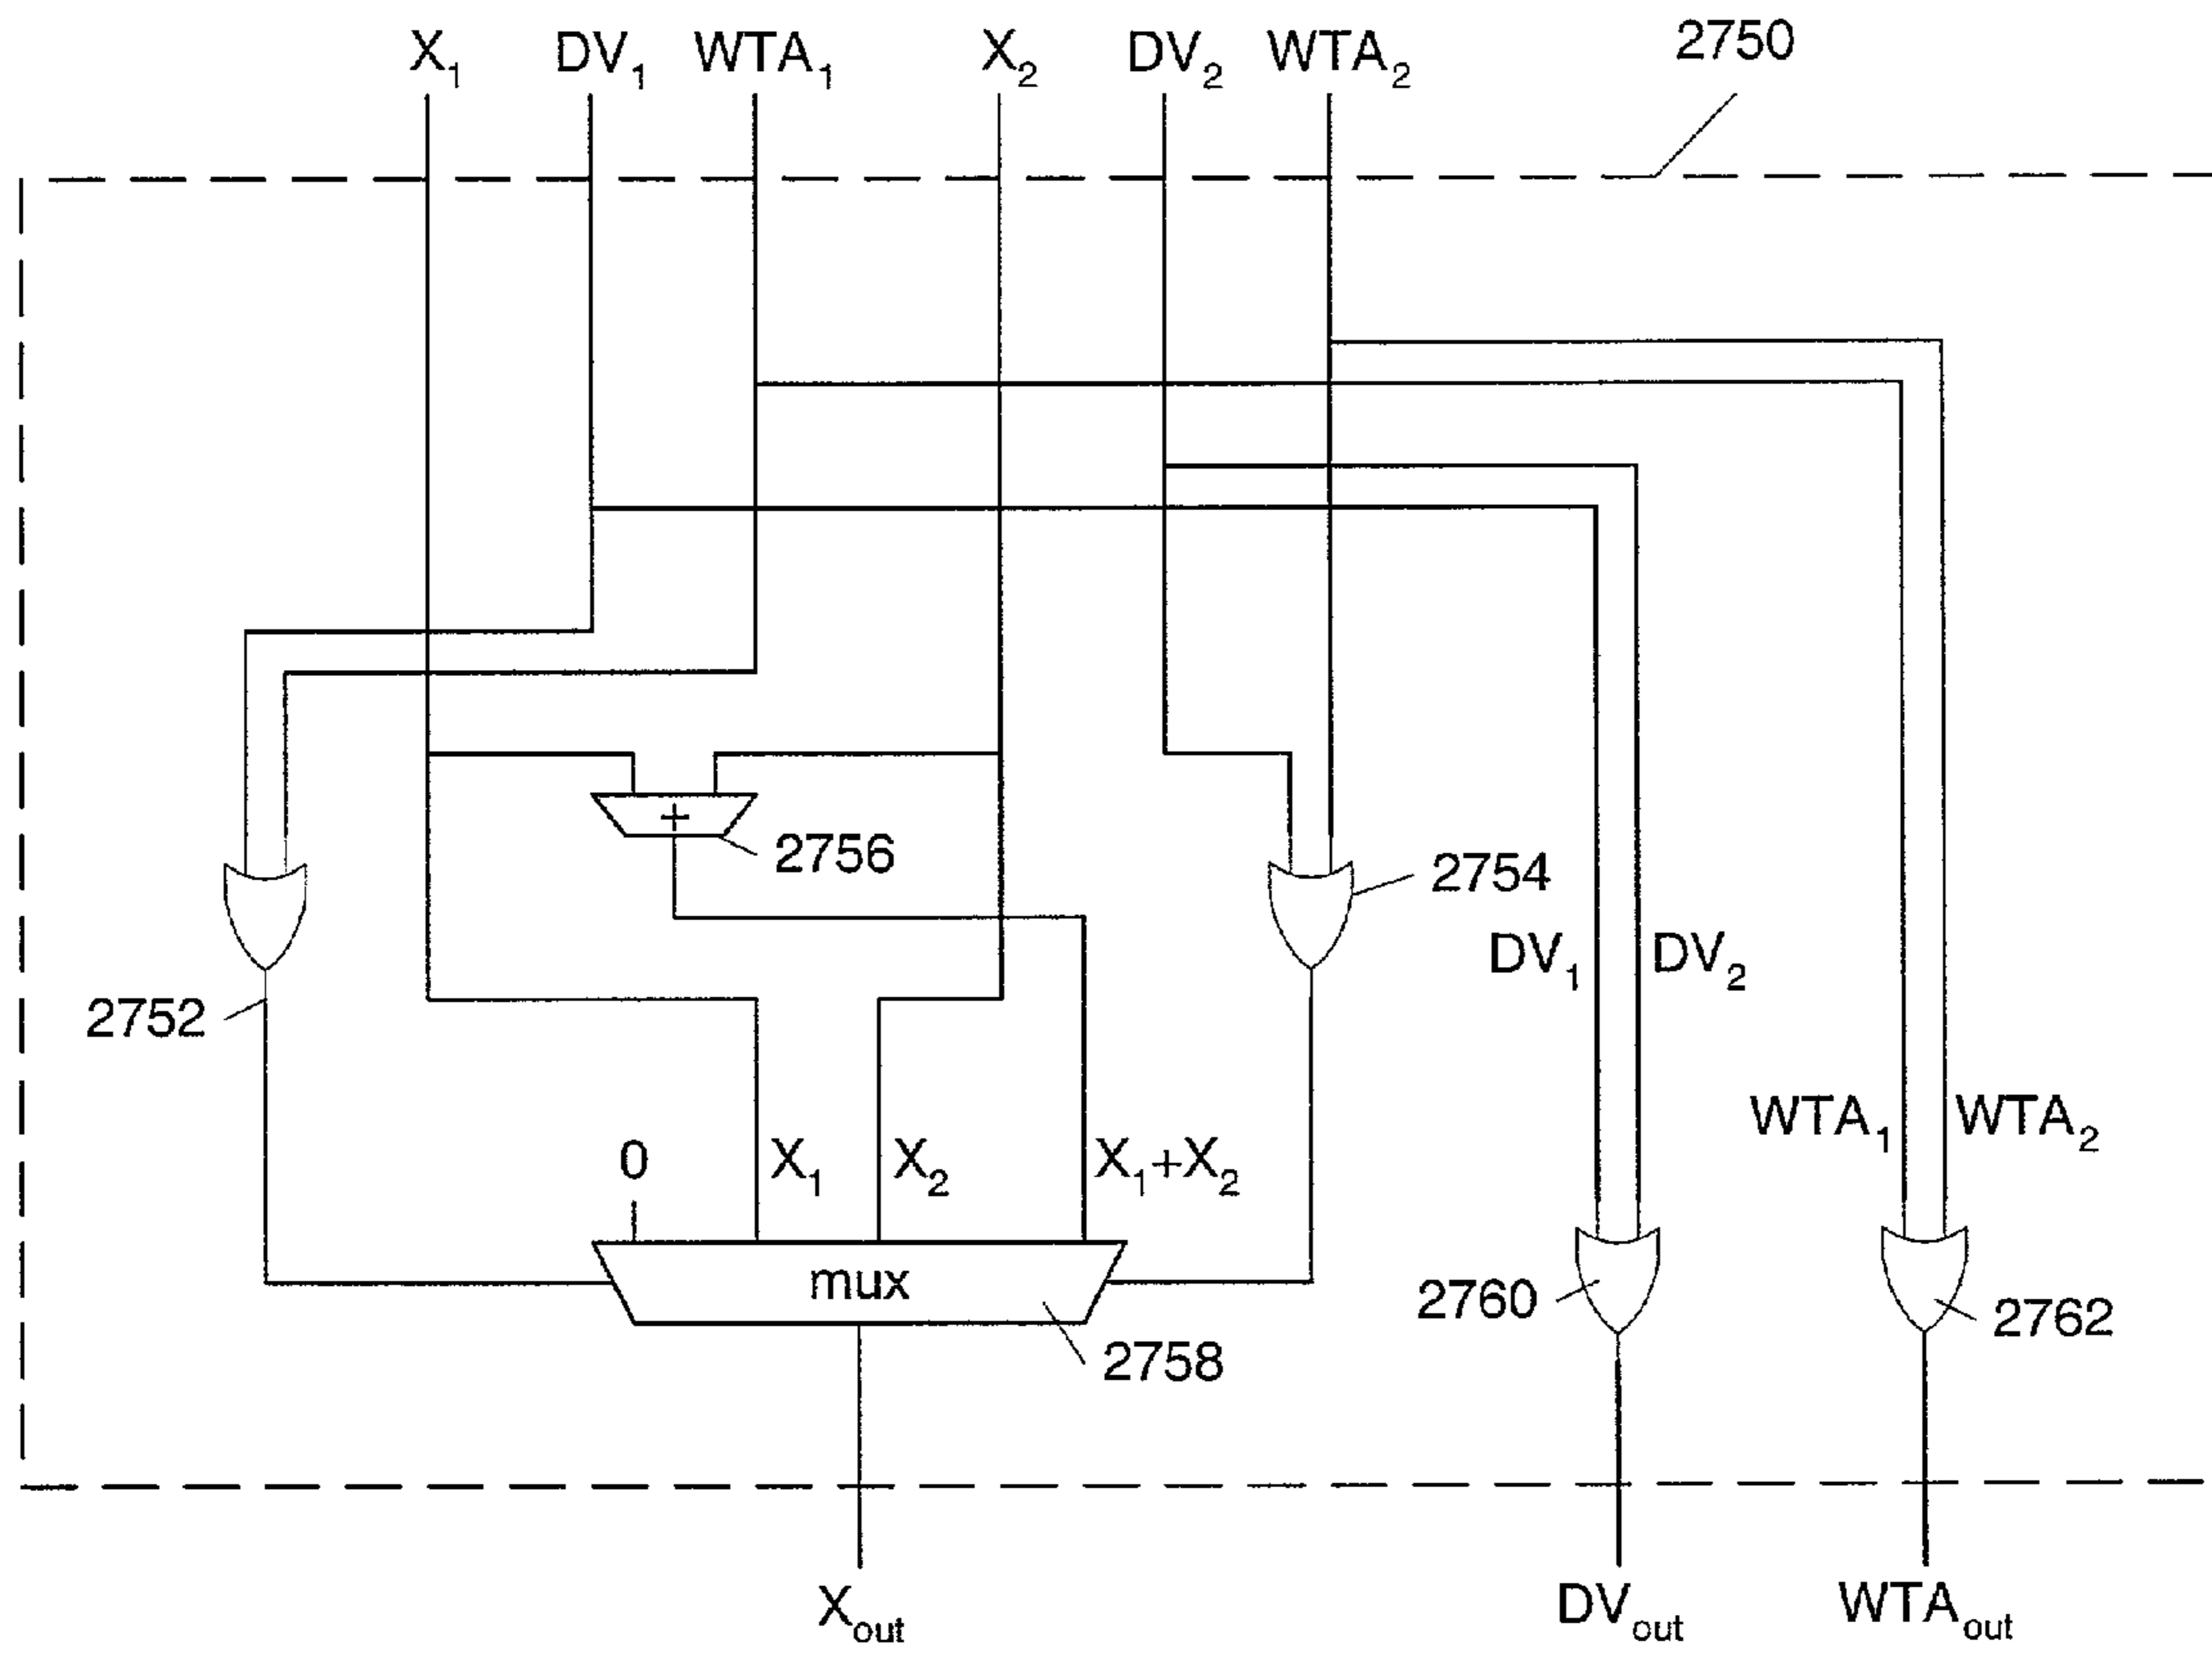 2750
X₁ DV₁ WTA₁ X₂ DV₂ WTA₂
+
2756
2754
DV₁ DV₂
2752
WTA₁ WTA₂
0 X₁ X₂ X₁+X₂
mux
2760
2762
2758
Xout DVout WTAout